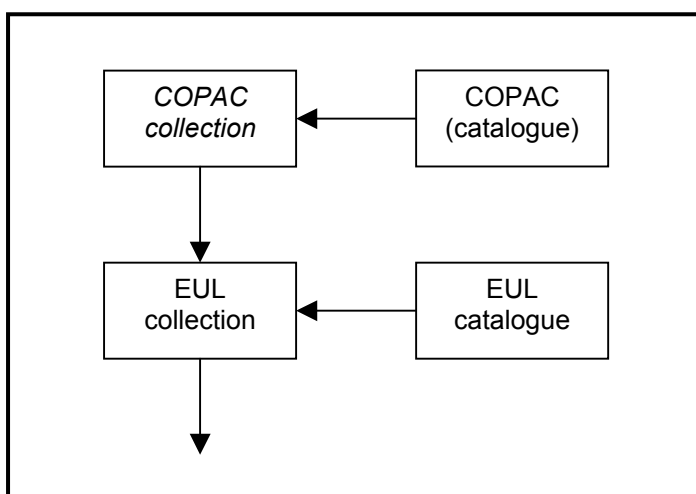 COPAC
collection
COPAC
(catalogue)
EUL
collection
EUL
catalogue